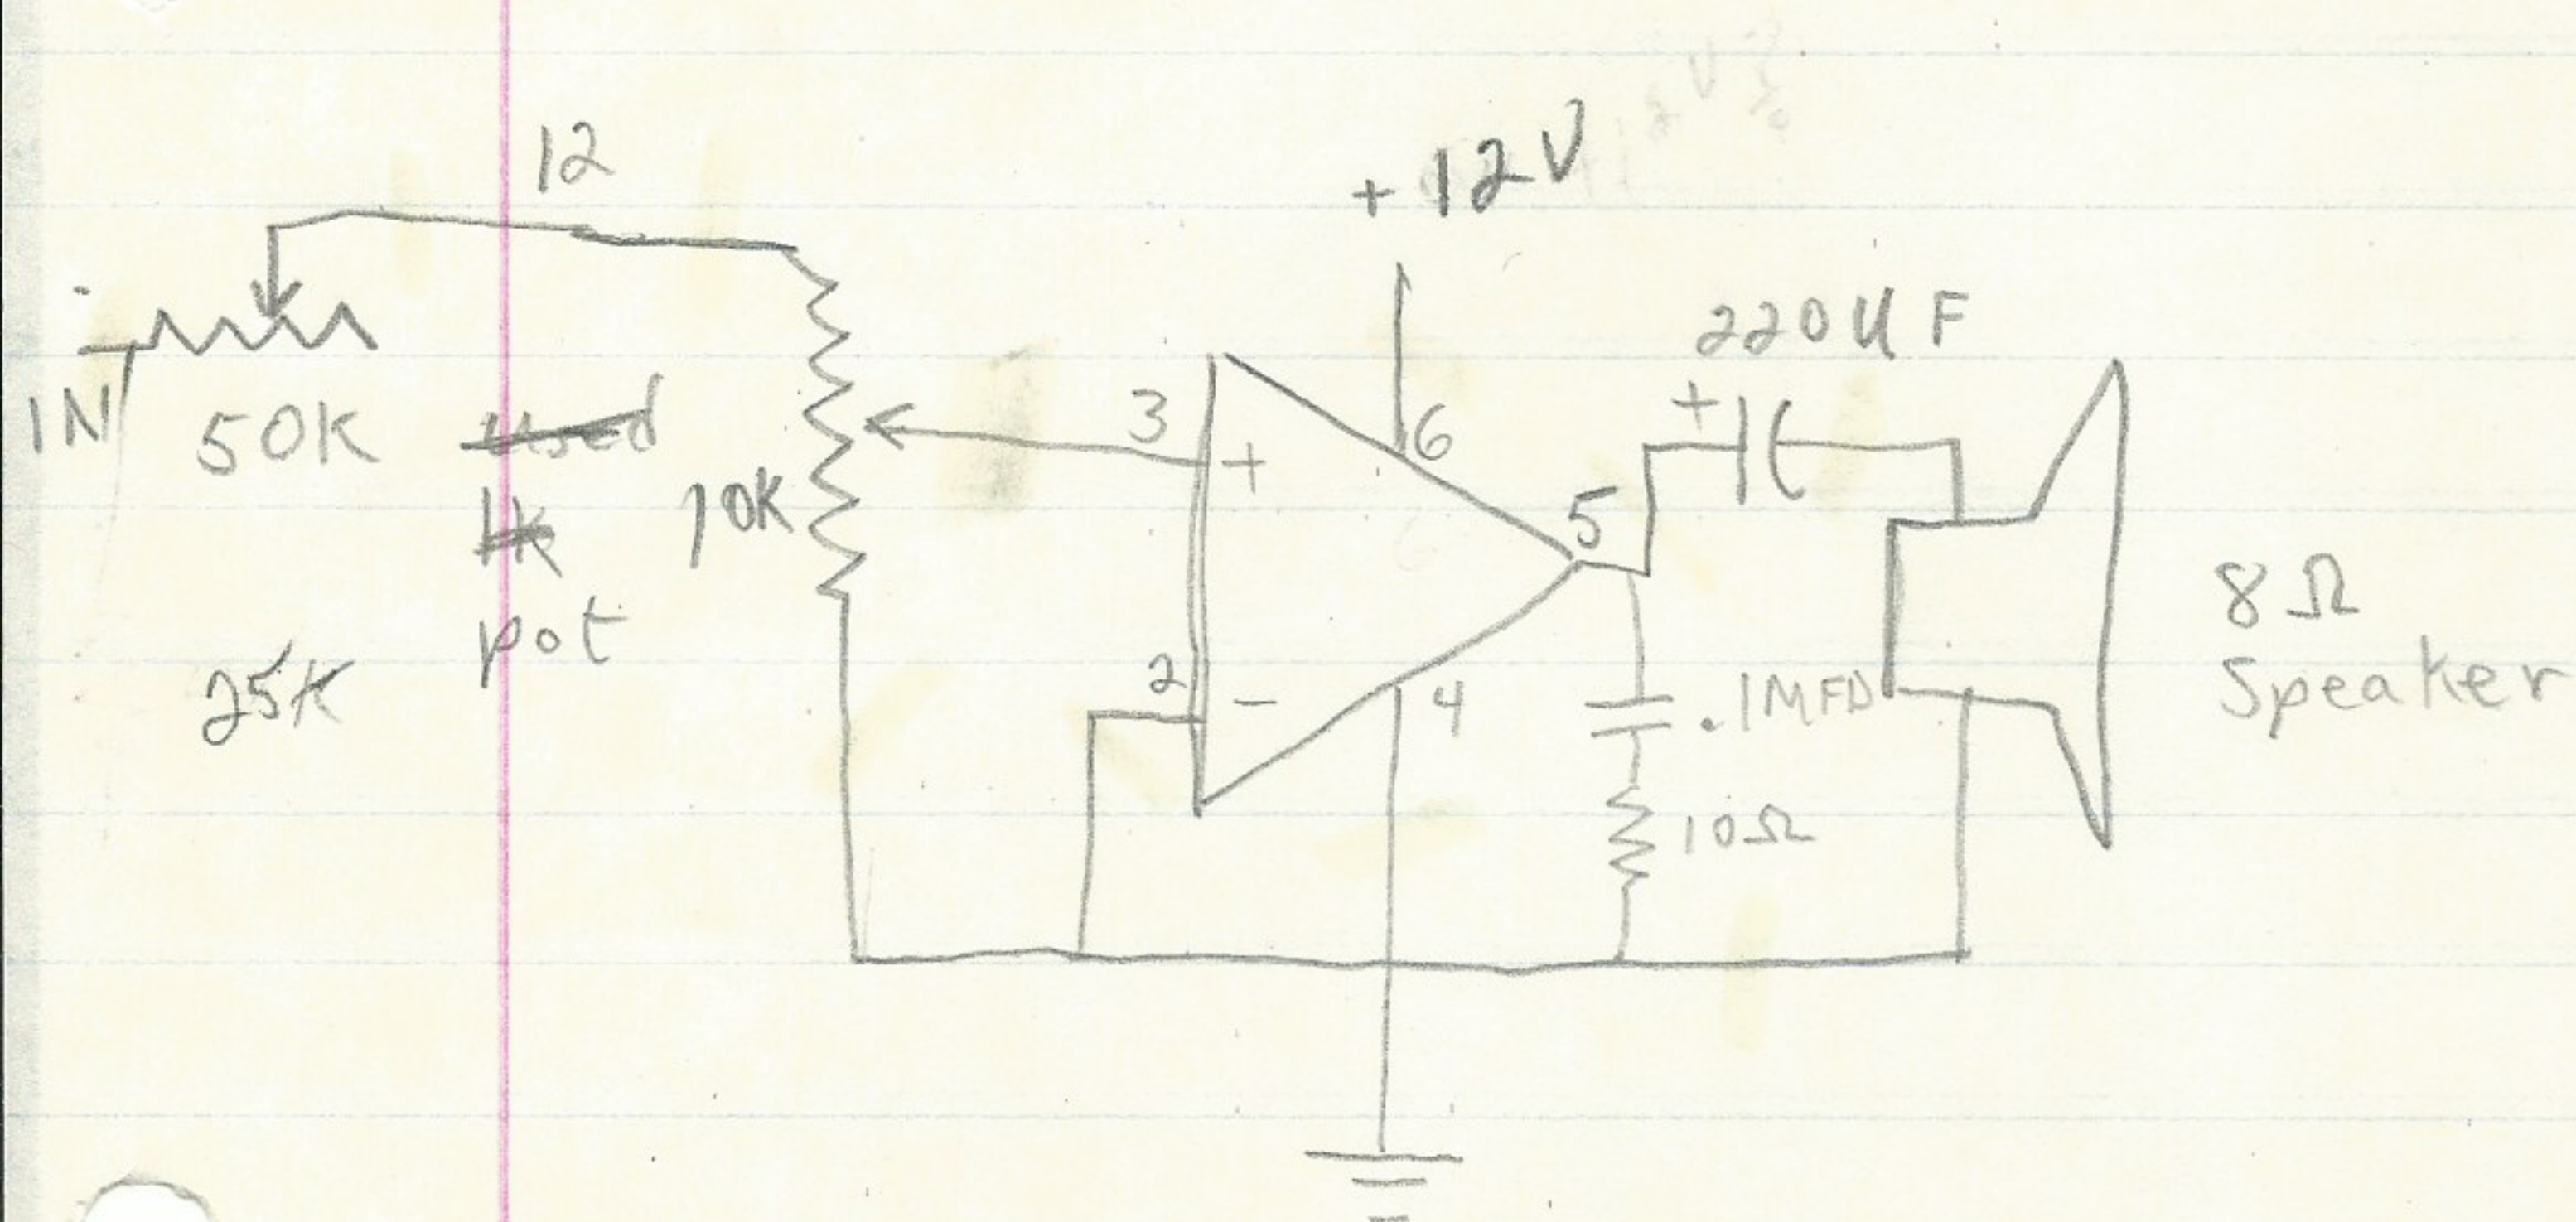 12
+12V
220UF
+
IN
50K
used
1K
pot
10K
25K
3
+
6
5
2
-
4
.1MFD
10Ω
8Ω
Speaker